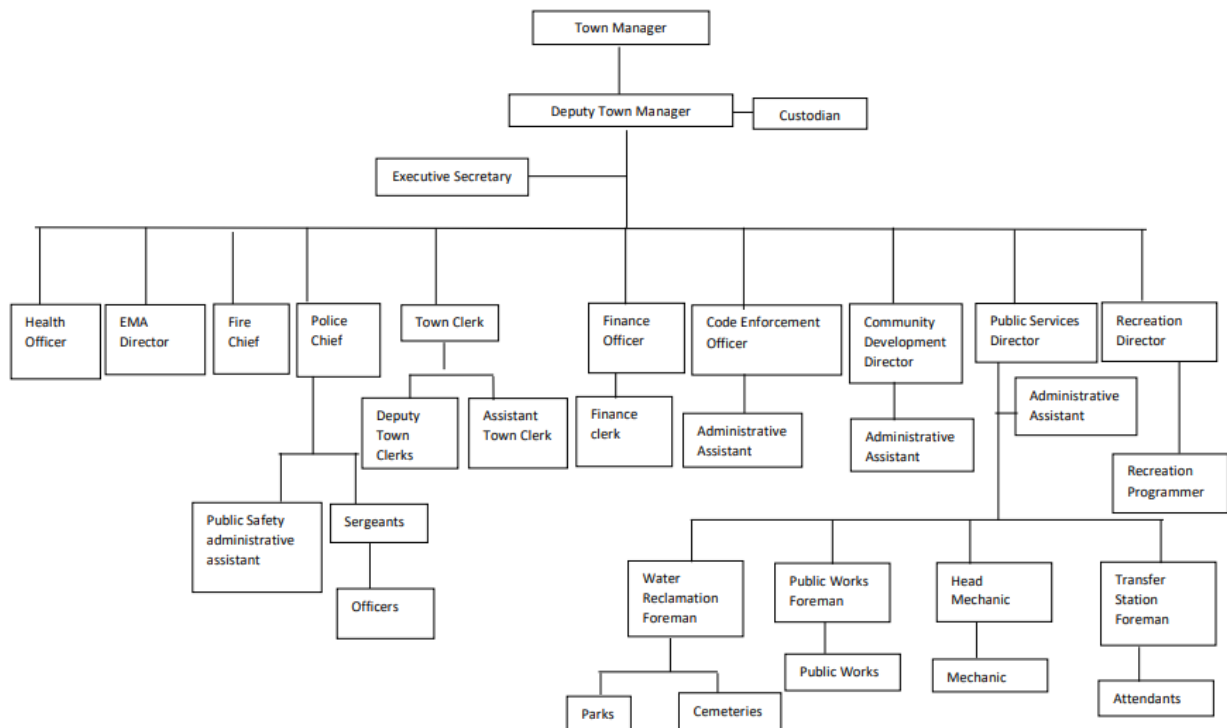 Town Manager
Deputy Town Manager
Custodian
Executive Secretary
Health
Officer
EMA
Director
Fire
Chief
Police
Chief
Town Clerk
Finance
Officer
Code Enforcement
Officer
Community
Development
Director
Public Services
Director
Recreation
Director
Deputy
Town
Clerks
Assistant
Town Clerk
Finance
clerk
Administrative
Assistant
Administrative
Assistant
Administrative
Assistant
Recreation
Programmer
Public Safety
administrative
assistant
Sergeants
Officers
Water
Reclamation
Foreman
Public Works
Foreman
Head
Mechanic
Transfer
Station
Foreman
Parks
Cemeteries
Public Works
Mechanic
Attendants